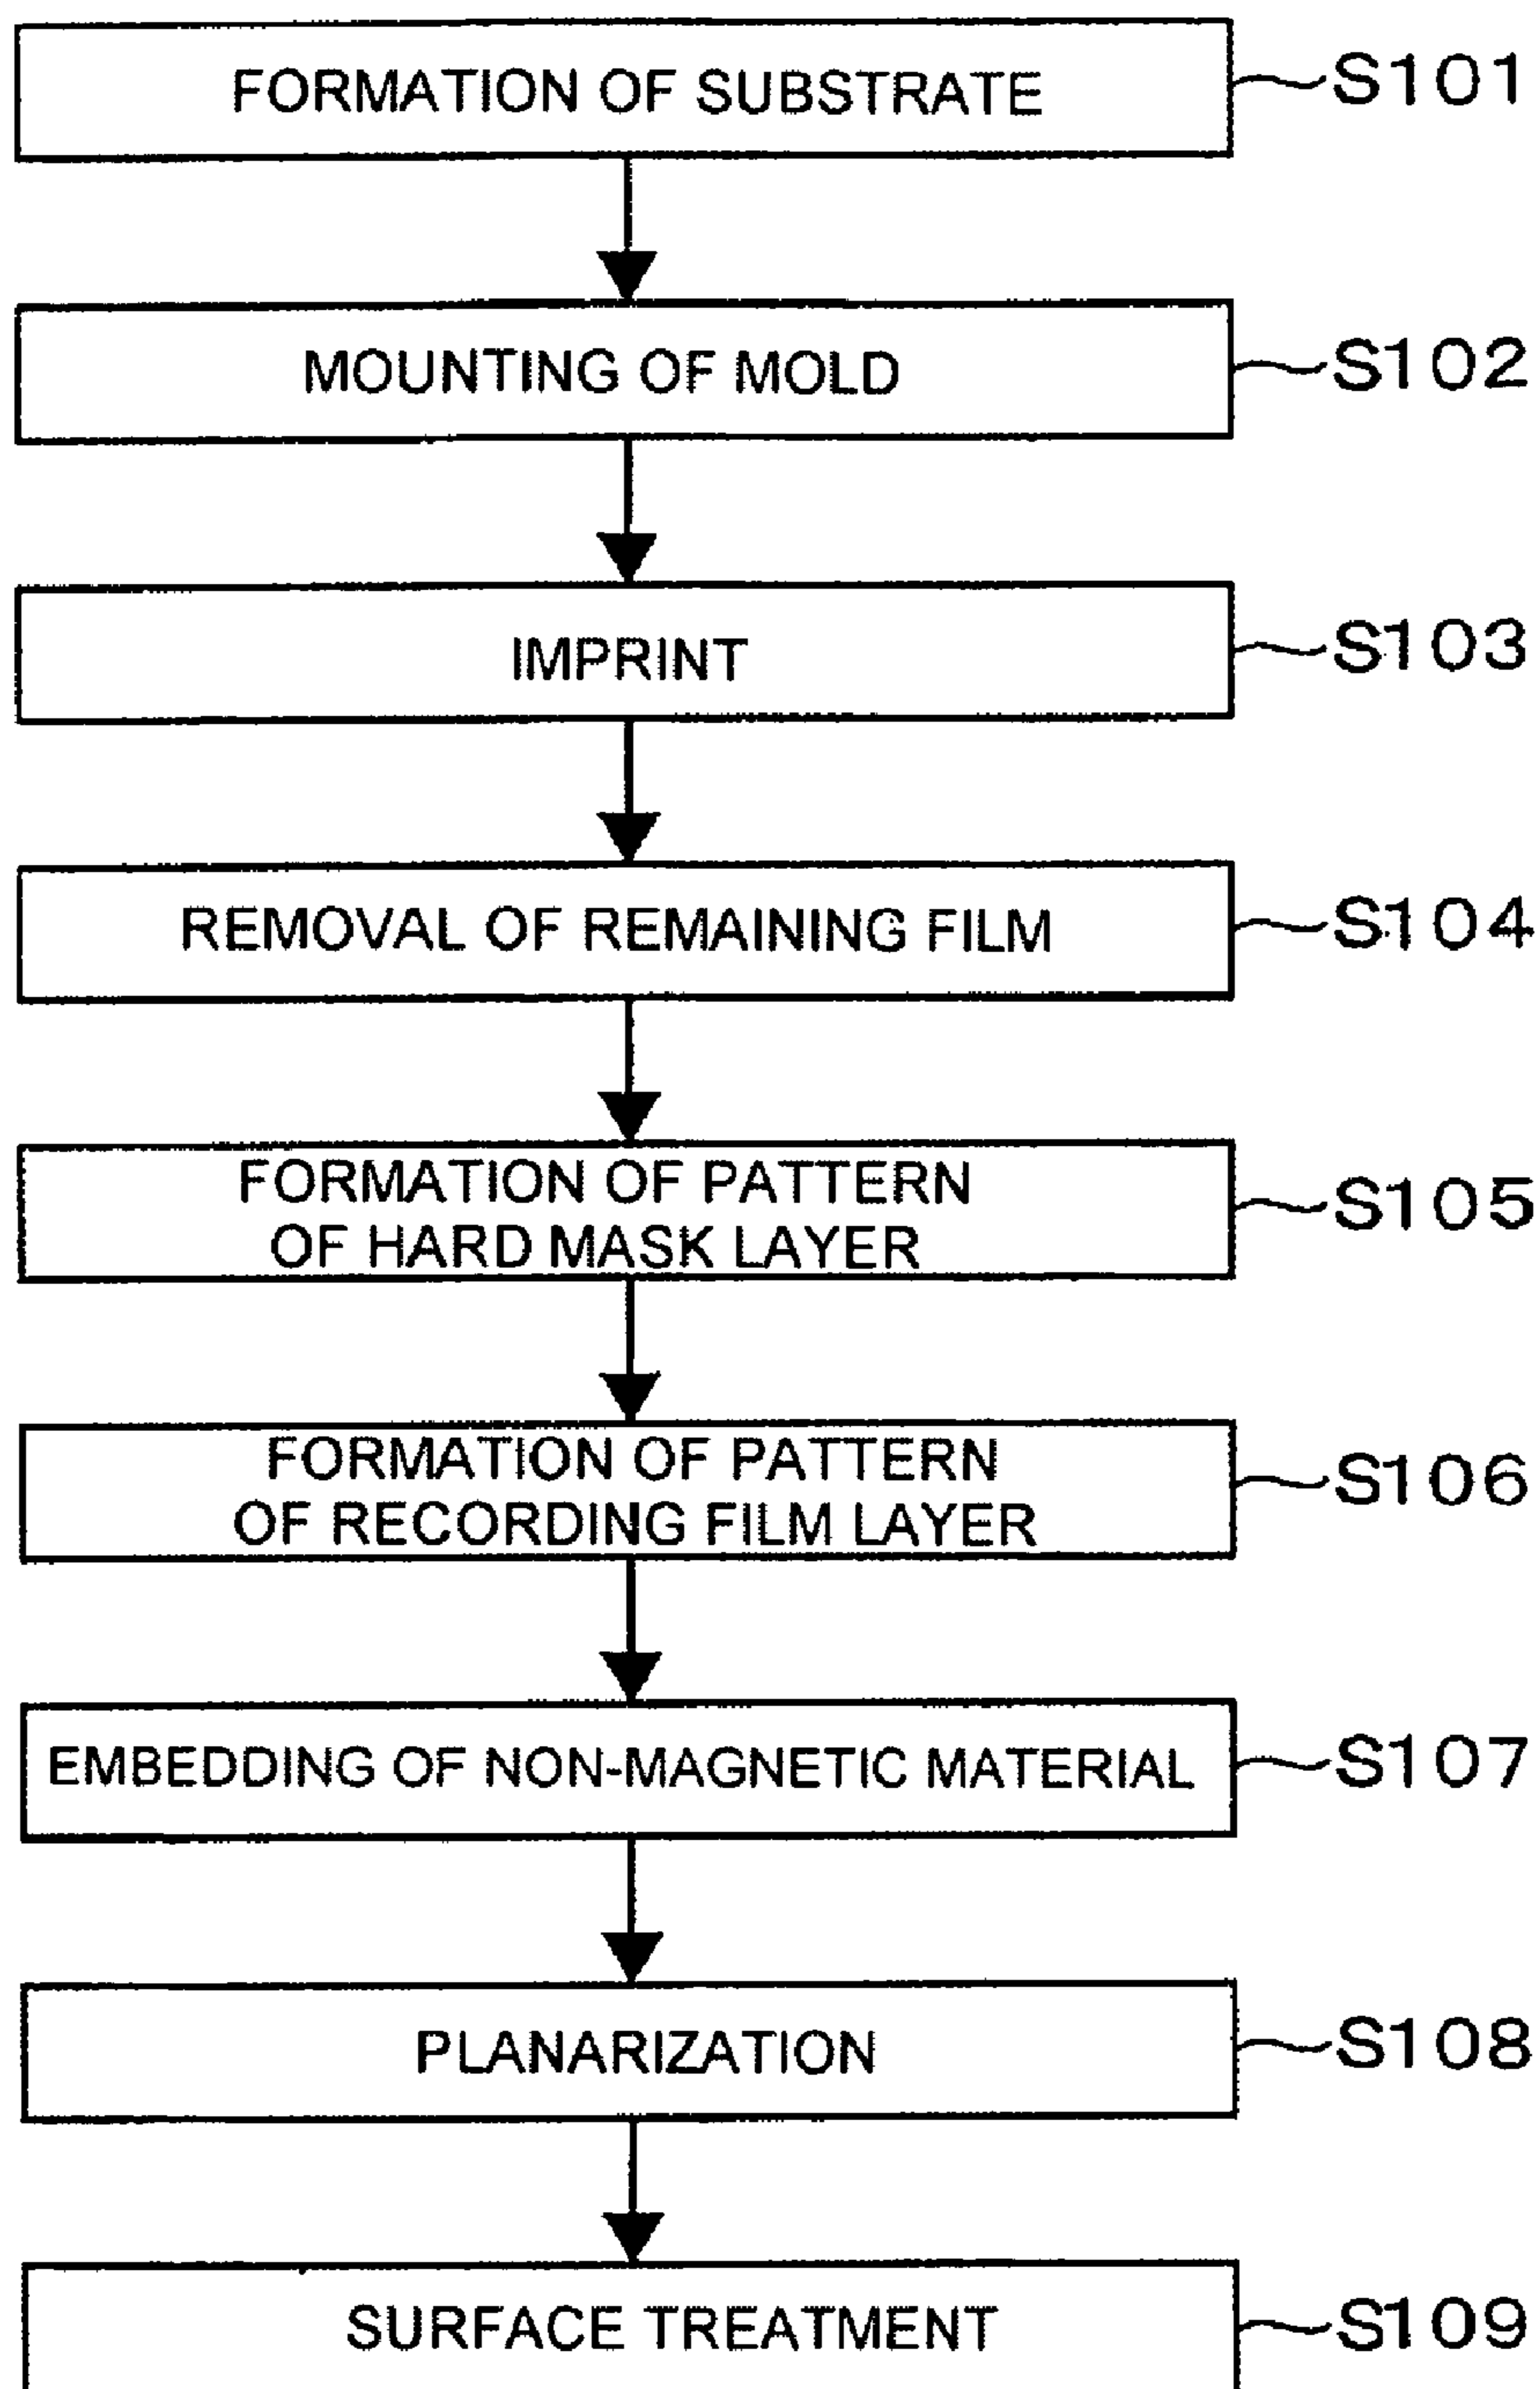 FORMATION OF SUBSTRATE S101
MOUNTING OF MOLD S102
IMPRINT S103
REMOVAL OF REMAINING FILM S104
FORMATION OF PATTERN
OF HARD MASK LAYER S105
FORMATION OF PATTERN
OF RECORDING FILM LAYER S106
EMBEDDING OF NON-MAGNETIC MATERIAL S107
PLANARIZATION S108
SURFACE TREATMENT S109